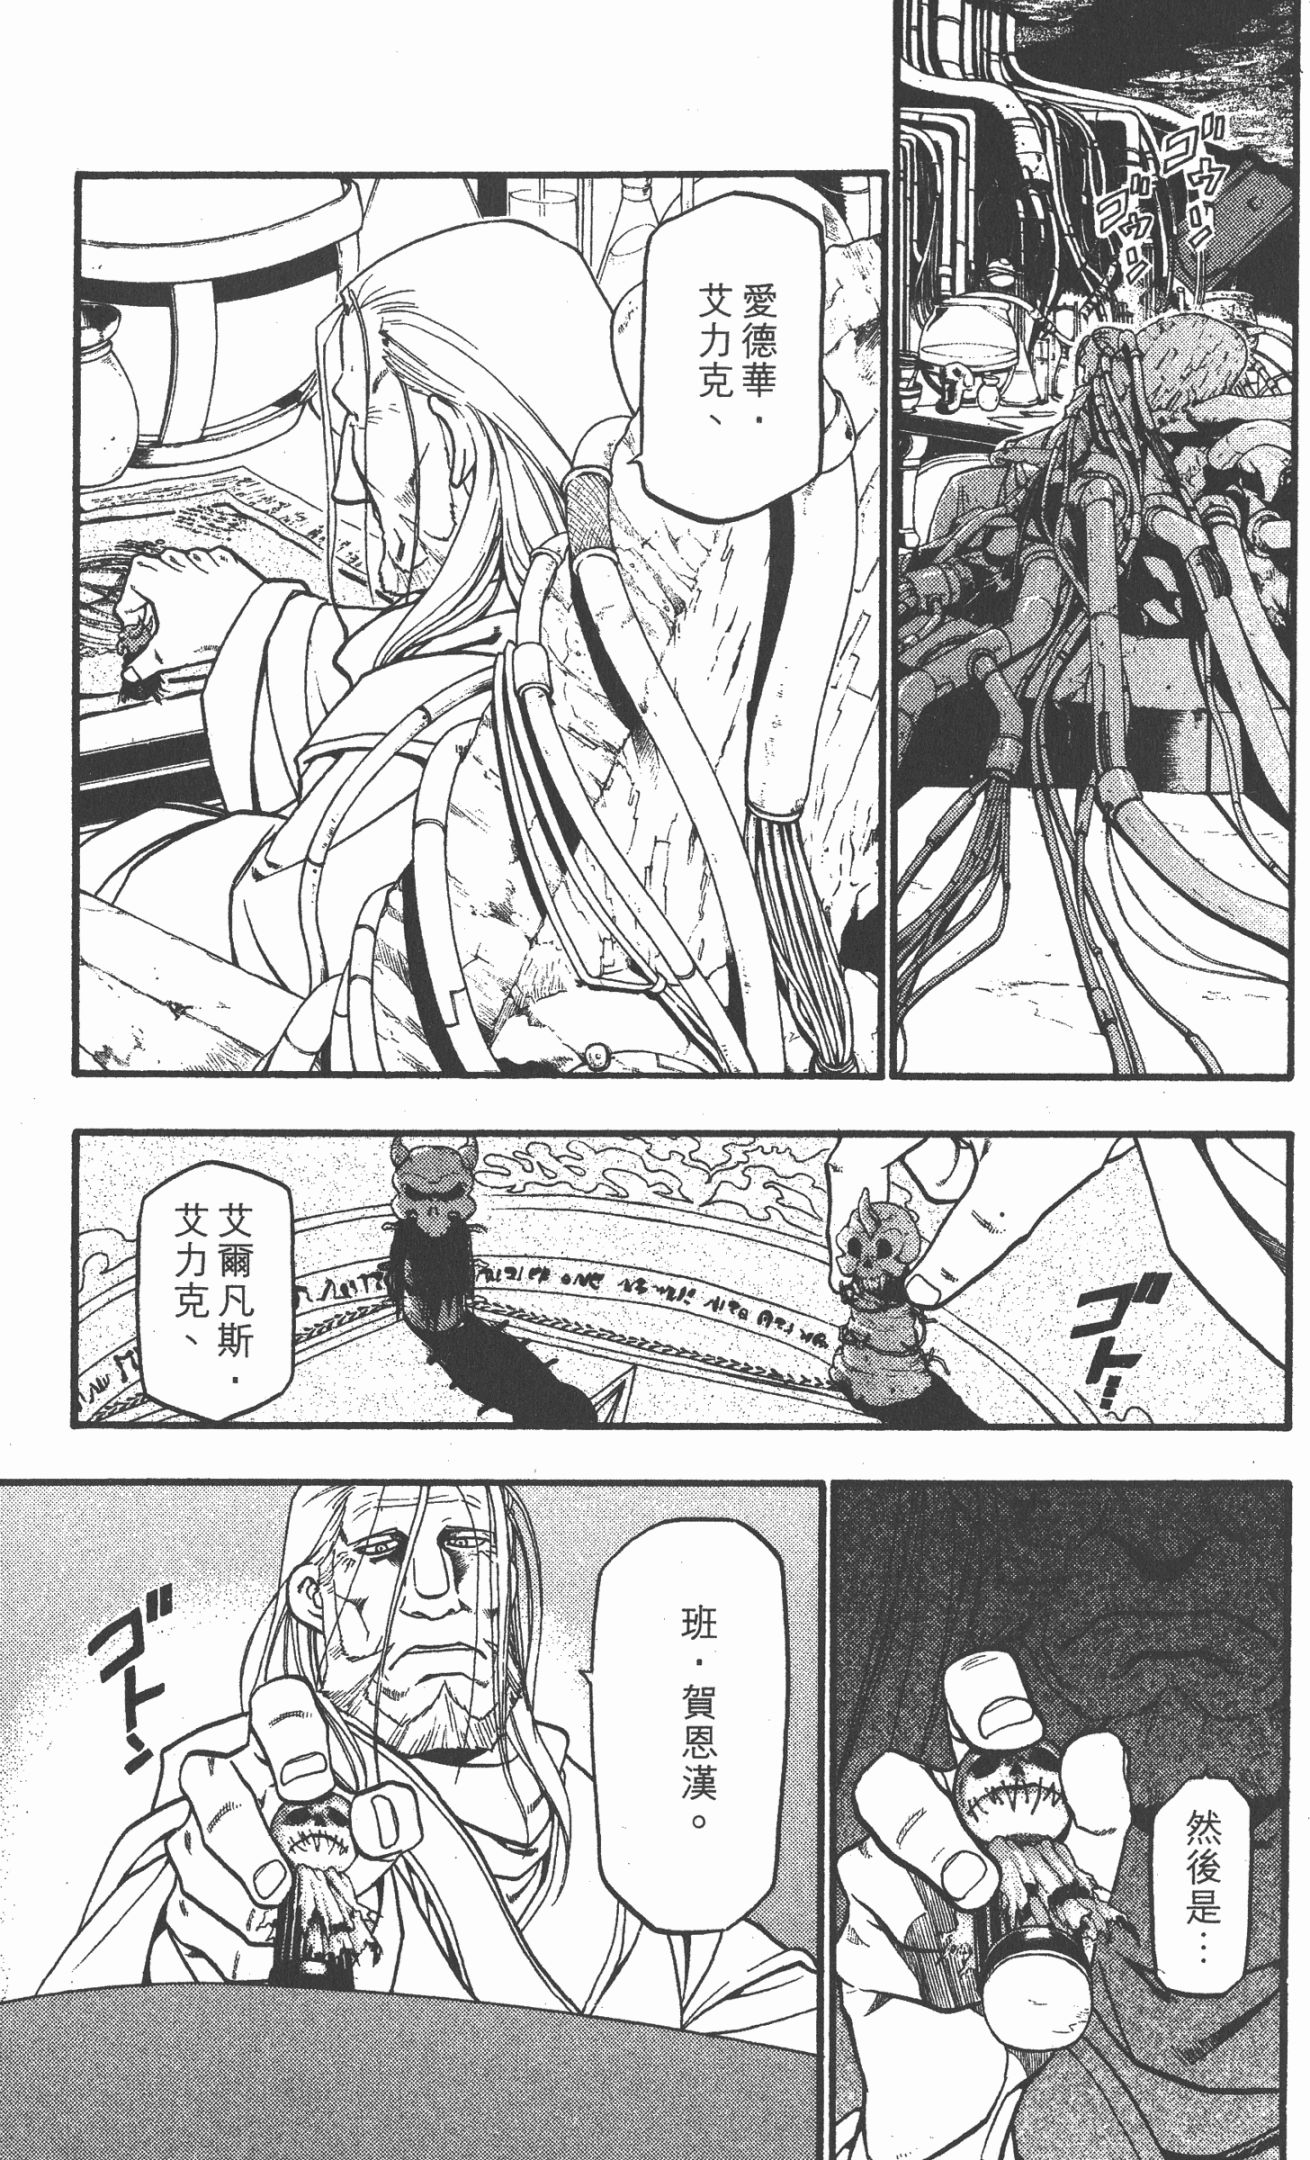 ゴウン
ゴウン
愛德華．
艾力克、
ゴト…
艾爾凡斯．
艾力克、
然後是…
班．賀恩漢。
ゴトン